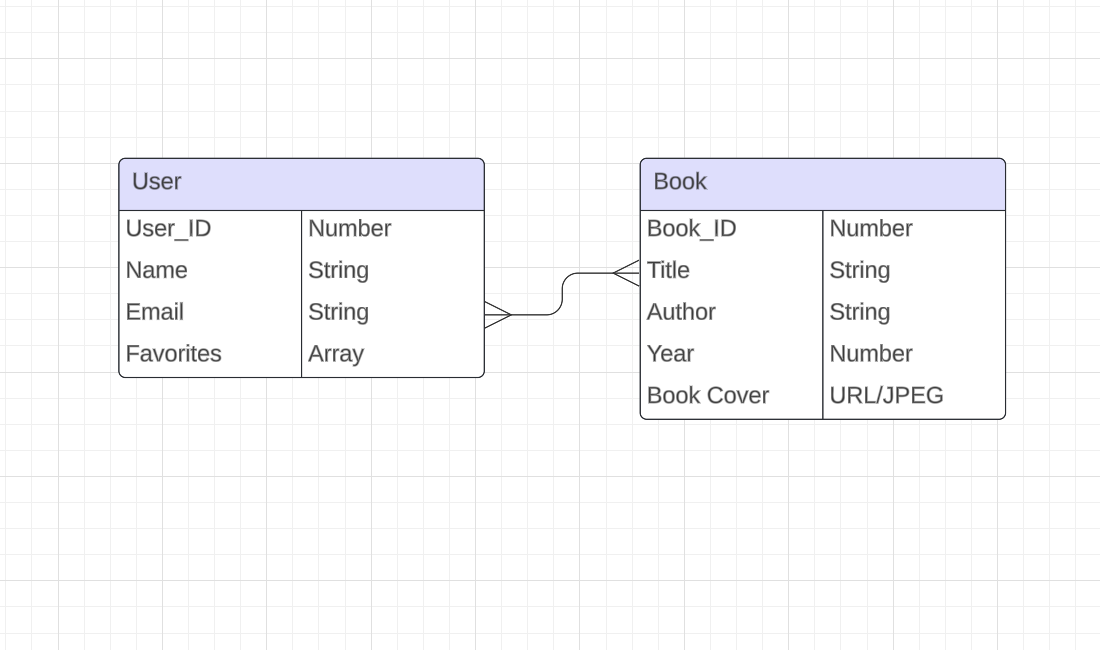 User
User_ID Number
Name String
Email String
Favorites Array
Book
Book_ID Number
Title String
Author String
Year Number
Book Cover URL/JPEG